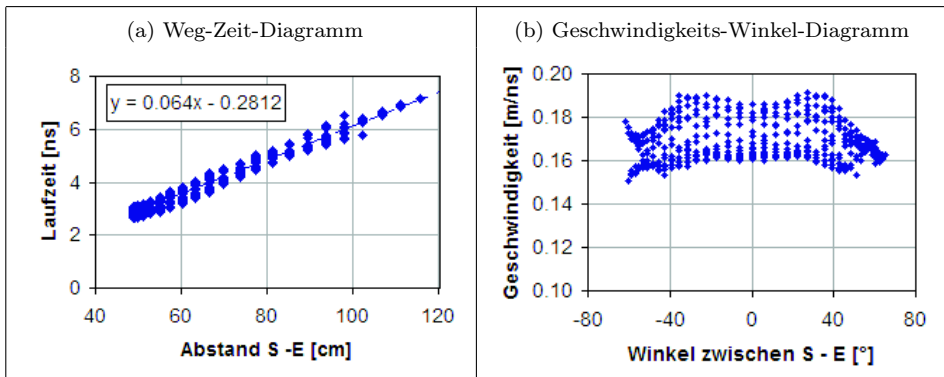 (a) Weg-Zeit-Diagramm
8
y = 0.064x - 0.2812
6
4
2
0
40 60 80 100 120
Laufzeit [ns]
Abstand S -E [cm]
(b) Geschwindigkeits-Winkel-Diagramm
0.20
0.18
0.16
0.14
0.12
0.10
-80 -40 0 40 80
Geschwindigkeit [m/ns]
Winkel zwischen S - E [°]